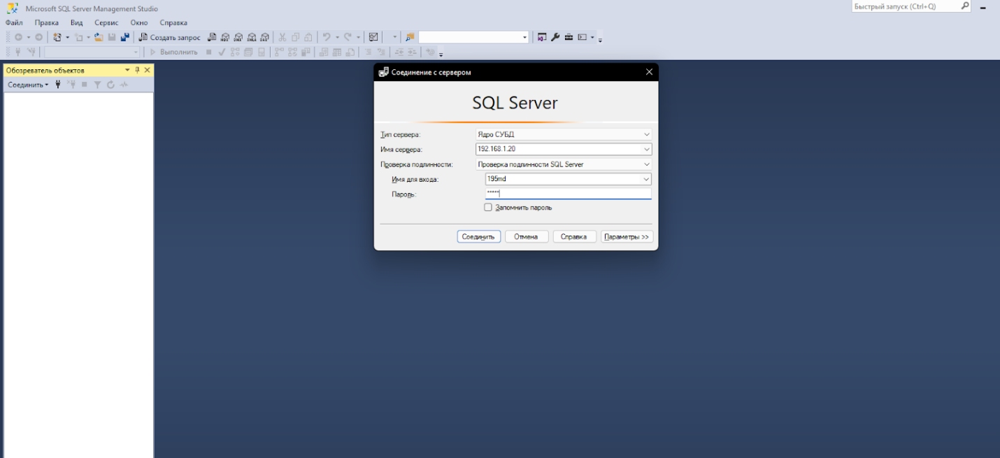 Microsoft SQL Server Management Studio
Быстрый запуск (Ctrl+Q)
Файл Правка Вид Сервис Окно Справка
Создать запрос
Выполнить
Обозреватель объектов
Соединить
Соединение с сервером
SQL Server
Тип сервера: Ядро СУБД
Имя сервера: 192.168.1.20
Проверка подлинности: Проверка подлинности SQL Server
Имя для входа: 195md
Пароль: *****
Запомнить пароль
Соединить Отмена Справка Параметры >>